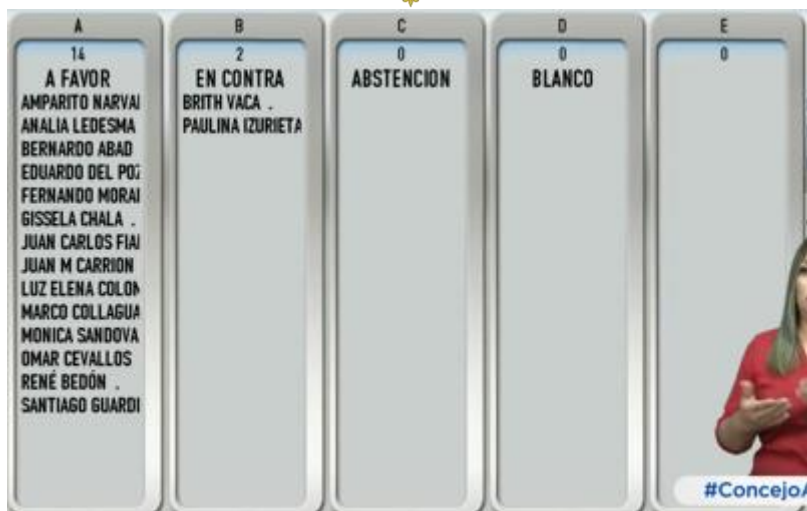 A
14
A FAVOR
AMPARITO NARVAI
ANALIA LEDESMA
BERNARDO ABAD
EDUARDO DEL POZ
FERNANDO MORAI
GISSELA CHALA .
JUAN CARLOS FIAI
JUAN M CARRION
LUZ ELENA COLON
MARCO COLLAGUA
MONICA SANDOVA
OMAR CEVALLOS
RENÉ BEDÓN .
SANTIAGO GUARDI
B
2
EN CONTRA
BRITH VACA .
PAULINA IZURIETA
C
0
ABSTENCION
D
0
BLANCO
E
0
#ConcejoA